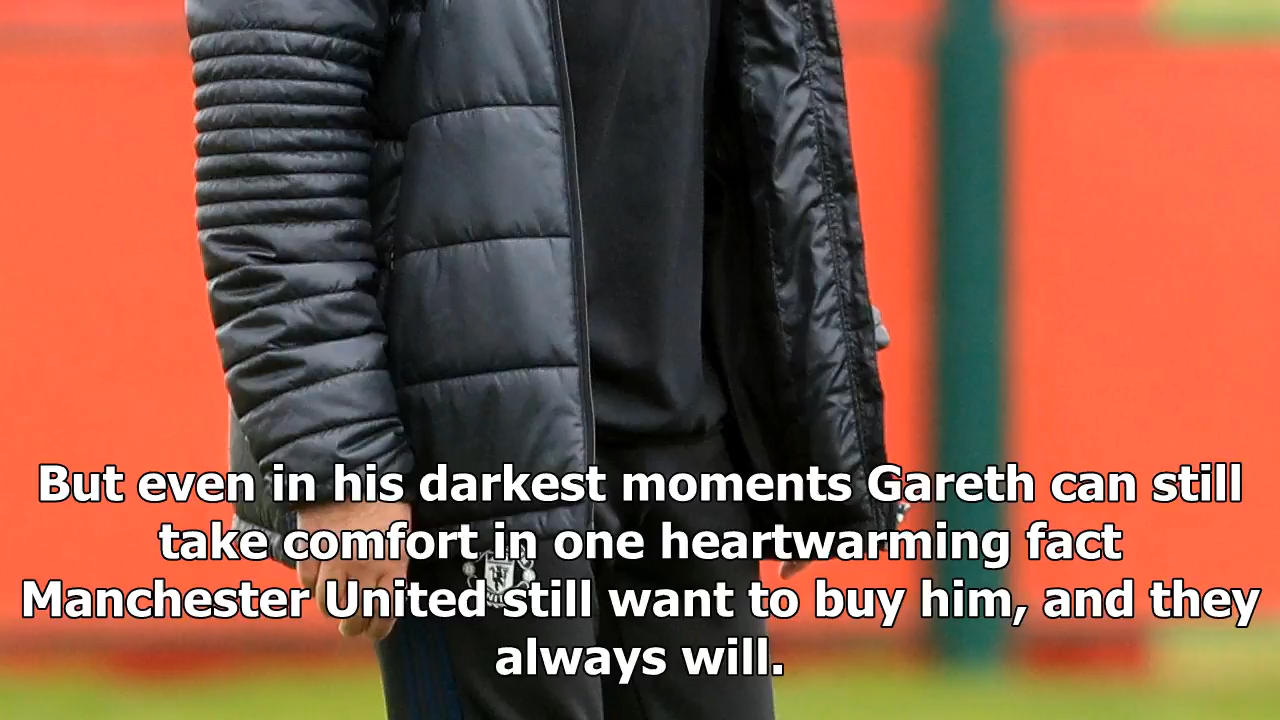 But even in his darkest moments Gareth can still
take comfort in one heartwarming fact
Manchester United still want to buy him, and they
always will.